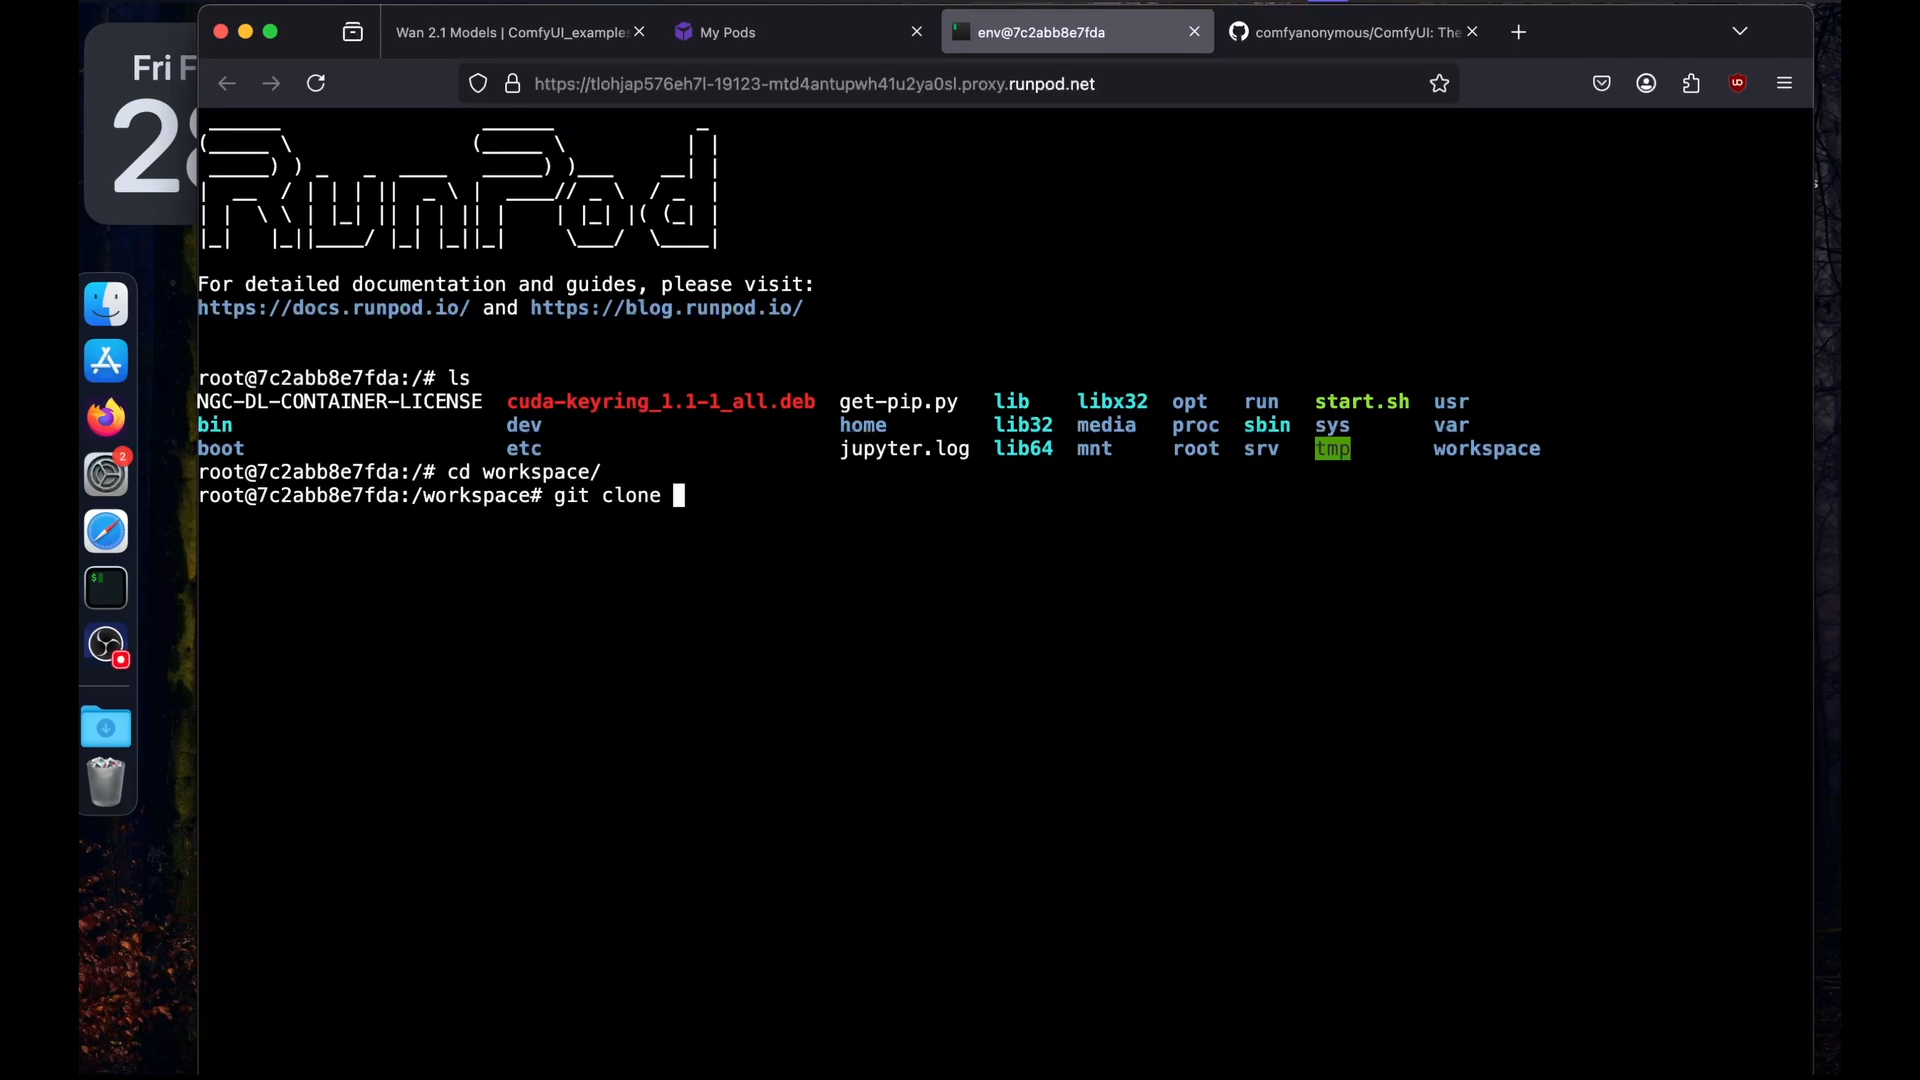 Fri F
28
Wan 2.1 Models | ComfyUI_examples
My Pods
env@7c2abb8e7fda
comfyanonymous/ComfyUI: The
https://tlohjap576eh7l-19123-mtd4antupwh41u2ya0sl.proxy.runpod.net
RunPod
For detailed documentation and guides, please visit:
https://docs.runpod.io/ and https://blog.runpod.io/
root@7c2abb8e7fda:/# ls
NGC-DL-CONTAINER-LICENSE cuda-keyring_1.1-1_all.deb get-pip.py lib libx32 opt run start.sh usr
bin dev home lib32 media proc sbin sys var
boot etc jupyter.log lib64 mnt root srv tmp workspace
root@7c2abb8e7fda:/# cd workspace/
root@7c2abb8e7fda:/workspace# git clone
2
$